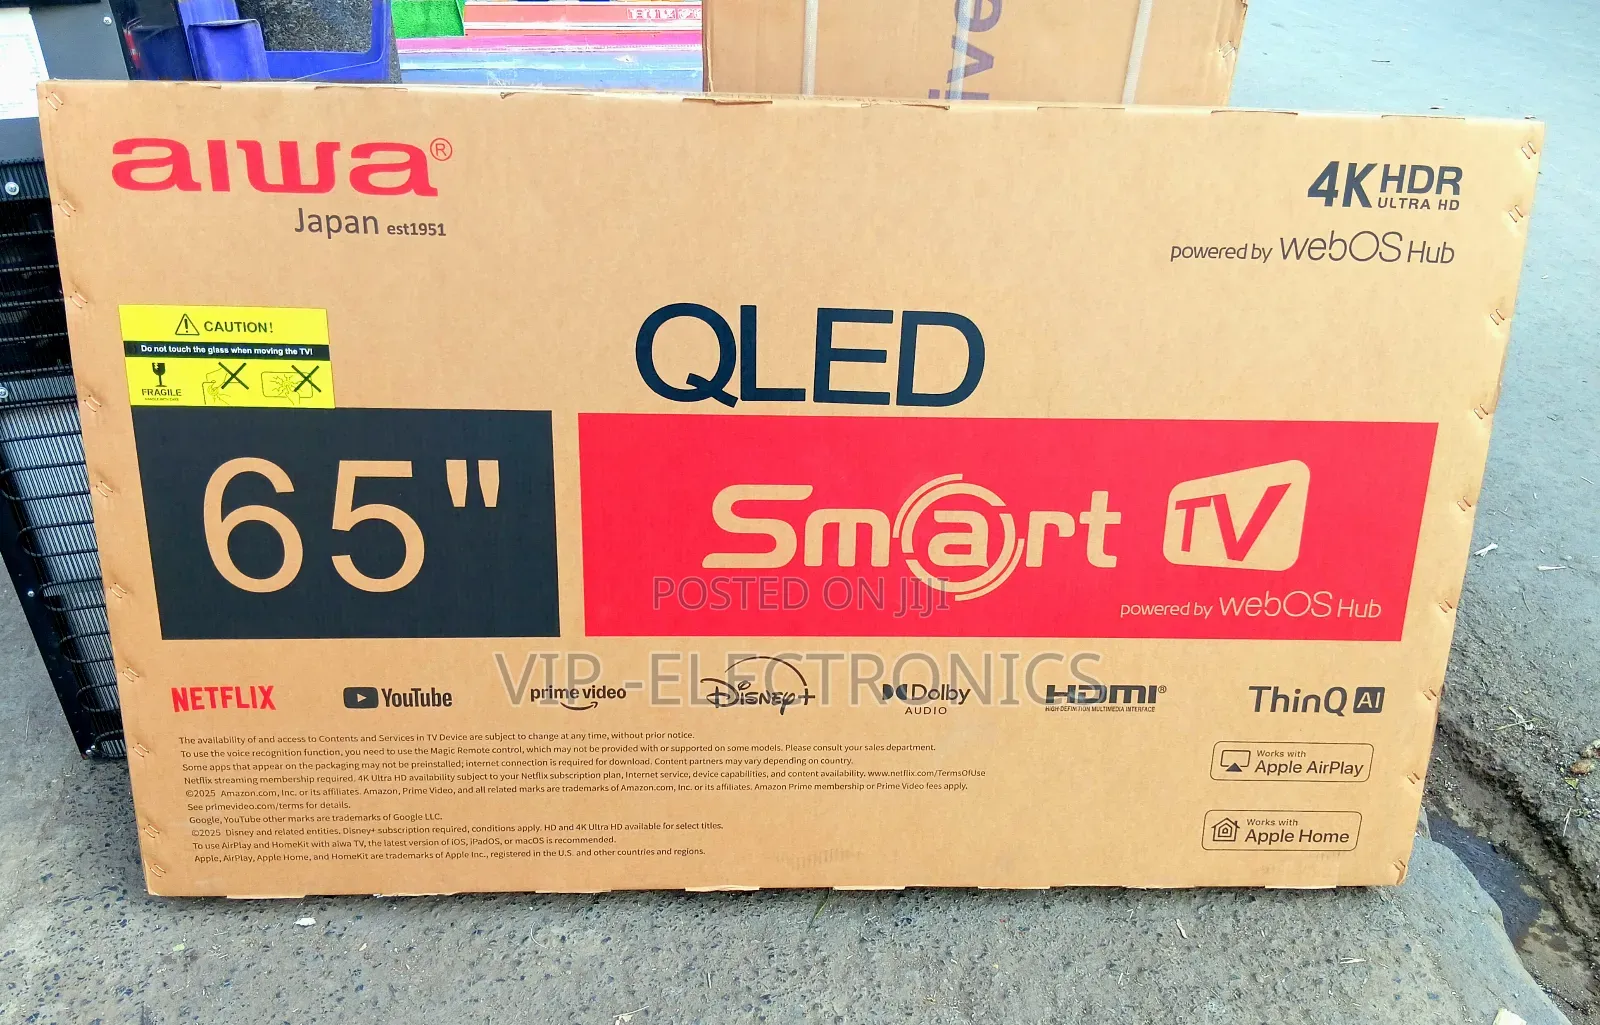 aiwa®
Japan est1951
4K HDR
ULTRA HD
powered by webOS Hub
CAUTION!
Do not touch the glass when moving the TV!
FRAGILE
HANDLE WITH CARE
QLED
65"
Smart TV
powered by webOS Hub
POSTED ON JIJI
VIP-ELECTRONICS
NETFLIX
YouTube
prime video
Disney+
Dolby
AUDIO
HDMI®
HIGH-DEFINITION MULTIMEDIA INTERFACE
ThinQ AI
The availability of and access to Contents and Services in TV Device are subject to change at any time, without prior notice.
To use the voice recognition function, you need to use the Magic Remote control, which may not be provided with or supported on some models. Please consult your sales department.
Some apps that appear on the packaging may not be preinstalled; internet connection is required for download. Content partners may vary depending on country.
Netflix streaming membership required. 4K Ultra HD availability subject to your Netflix subscription plan, Internet service, device capabilities, and content availability. www.netflix.com/TermsOfUse
©2025 Amazon.com, Inc. or its affiliates. Amazon, Prime Video, and all related marks are trademarks of Amazon.com, Inc. or its affiliates. Amazon Prime membership or Prime Video fees apply.
See primevideo.com/terms for details.
Google, YouTube other marks are trademarks of Google LLC.
©2025 Disney and related entities. Disney+ subscription required, conditions apply. HD and 4K Ultra HD available for select titles.
To use AirPlay and HomeKit with aiwa TV, the latest version of iOS, iPadOS, or macOS is recommended.
Apple, AirPlay, Apple Home, and HomeKit are trademarks of Apple Inc., registered in the U.S. and other countries and regions.
Works with
Apple AirPlay
Works with
Apple Home